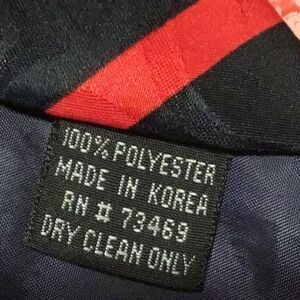 100% POLYESTER
MADE IN KOREA
RN # 73469
DRY CLEAN ONLY